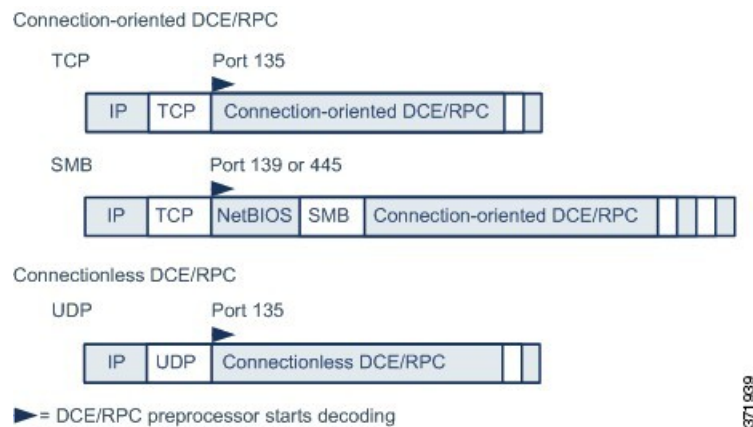 Connection-oriented DCE/RPC
TCP Port 135
IP TCP Connection-oriented DCE/RPC
SMB Port 139 or 445
IP TCP NetBIOS SMB Connection-oriented DCE/RPC
Connectionless DCE/RPC
UDP Port 135
IP UDP Connectionless DCE/RPC
= DCE/RPC preprocessor starts decoding
371939